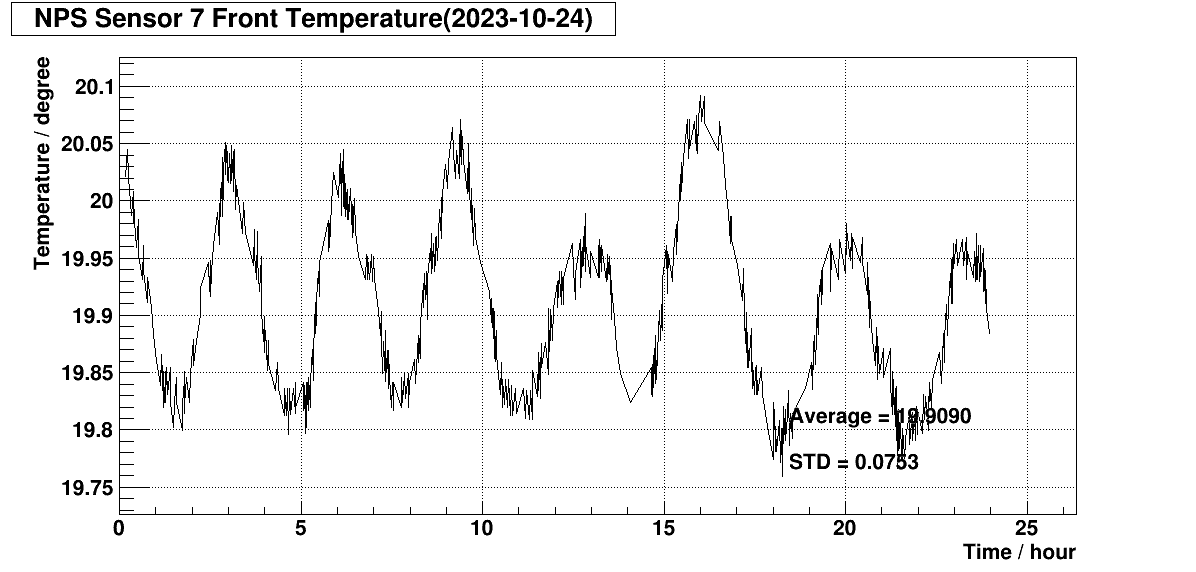 NPS Sensor 7 Front Temperature(2023-10-24)
Temperature / degree
20.1
20.05
20
19.95
19.9
19.85
19.8
19.75
Average = 19.9090
STD = 0.0753
0 5 10 15 20 25
Time / hour